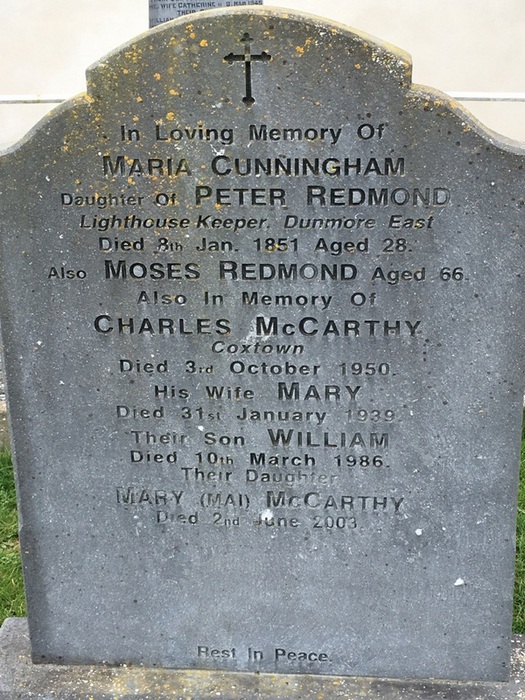 HIS WIFE CATHERINE
In Loving Memory Of
MARIA CUNNINGHAM
Daughter Of PETER REDMOND
Lighthouse Keeper. Dunmore East
Died 8th Jan. 1851 Aged 28.
Also MOSES REDMOND Aged 66.
Also In Memory Of
CHARLES McCARTHY
Coxtown
Died 3rd October 1950.
His Wife MARY
Died 31st January 1939.
Their Son WILLIAM
Died 10th March 1986.
Their Daughter
MARY (MAI) McCARTHY
Died 2nd June 2003.
Rest In Peace.